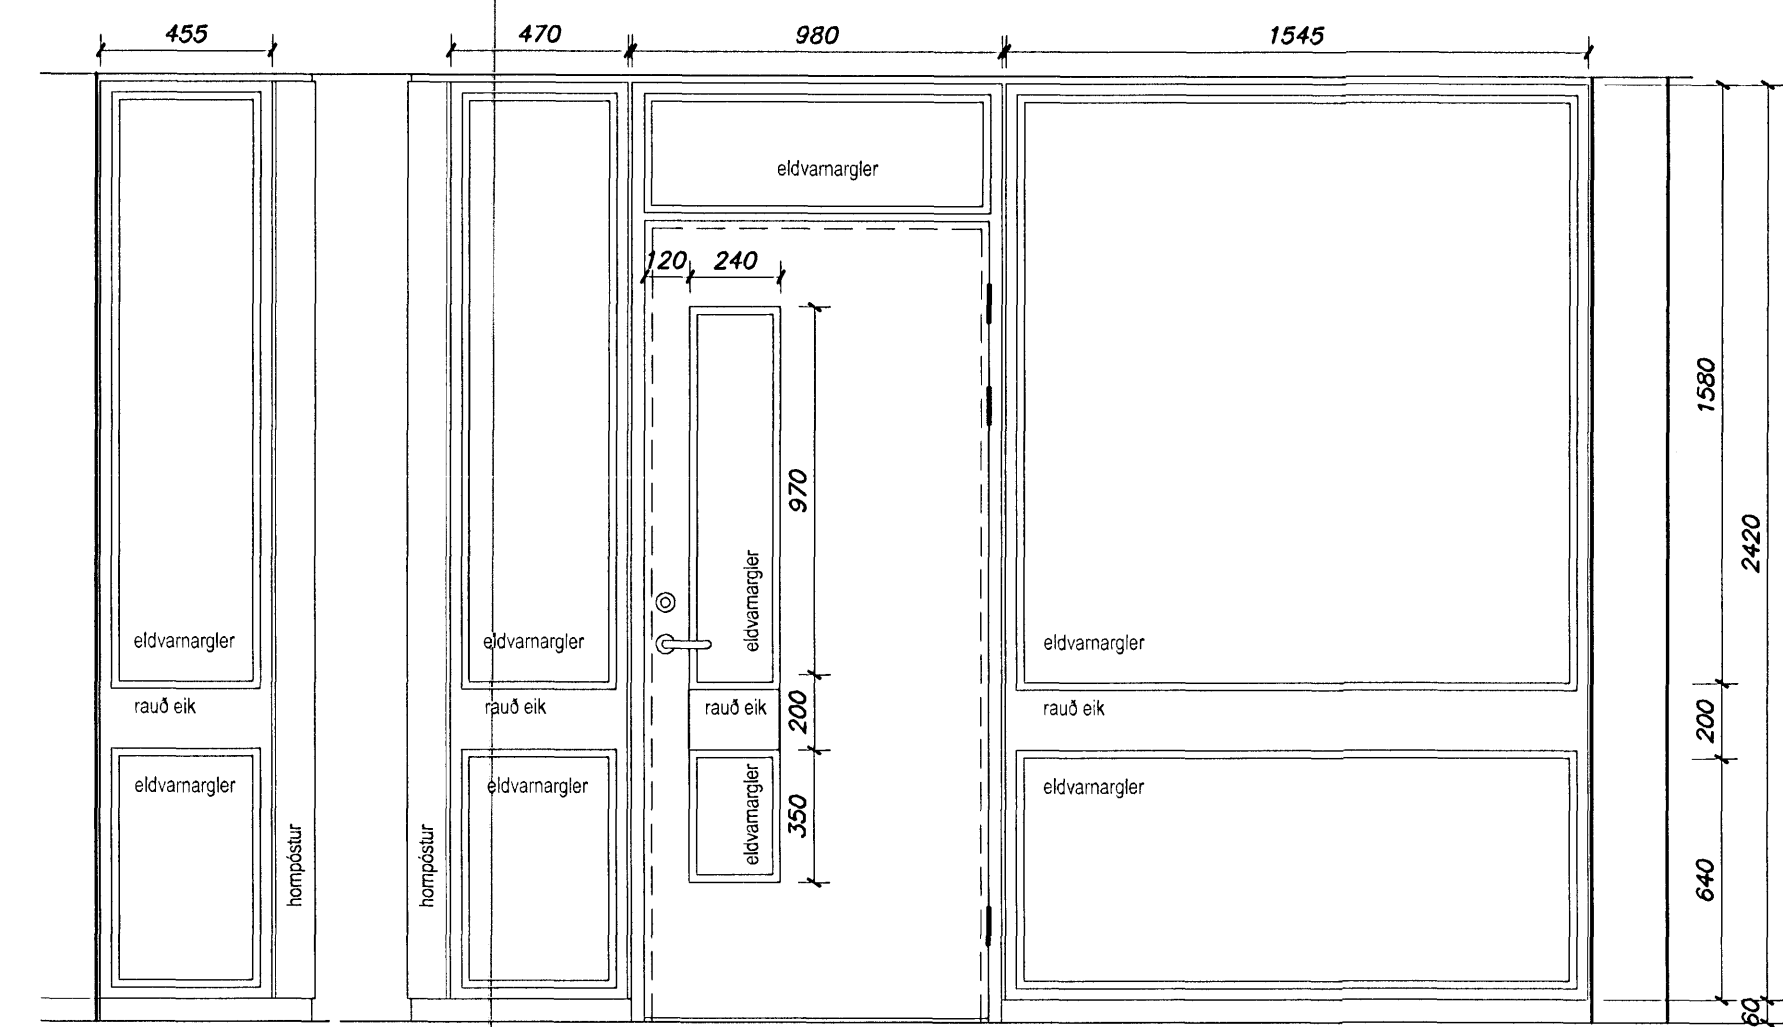 455
470
980
1545
eldvarnargler
120
240
1580
970
2420
eldvarnargler
eldvarnargler
eldvarnargler
eldvarnargler
rauð eik
rauð eik
rauð eik
200
rauð eik
200
eldvarnargler
eldvarnargler
eldvarnargler
350
eldvarnargler
hornpóstur
hornpóstur
640
60